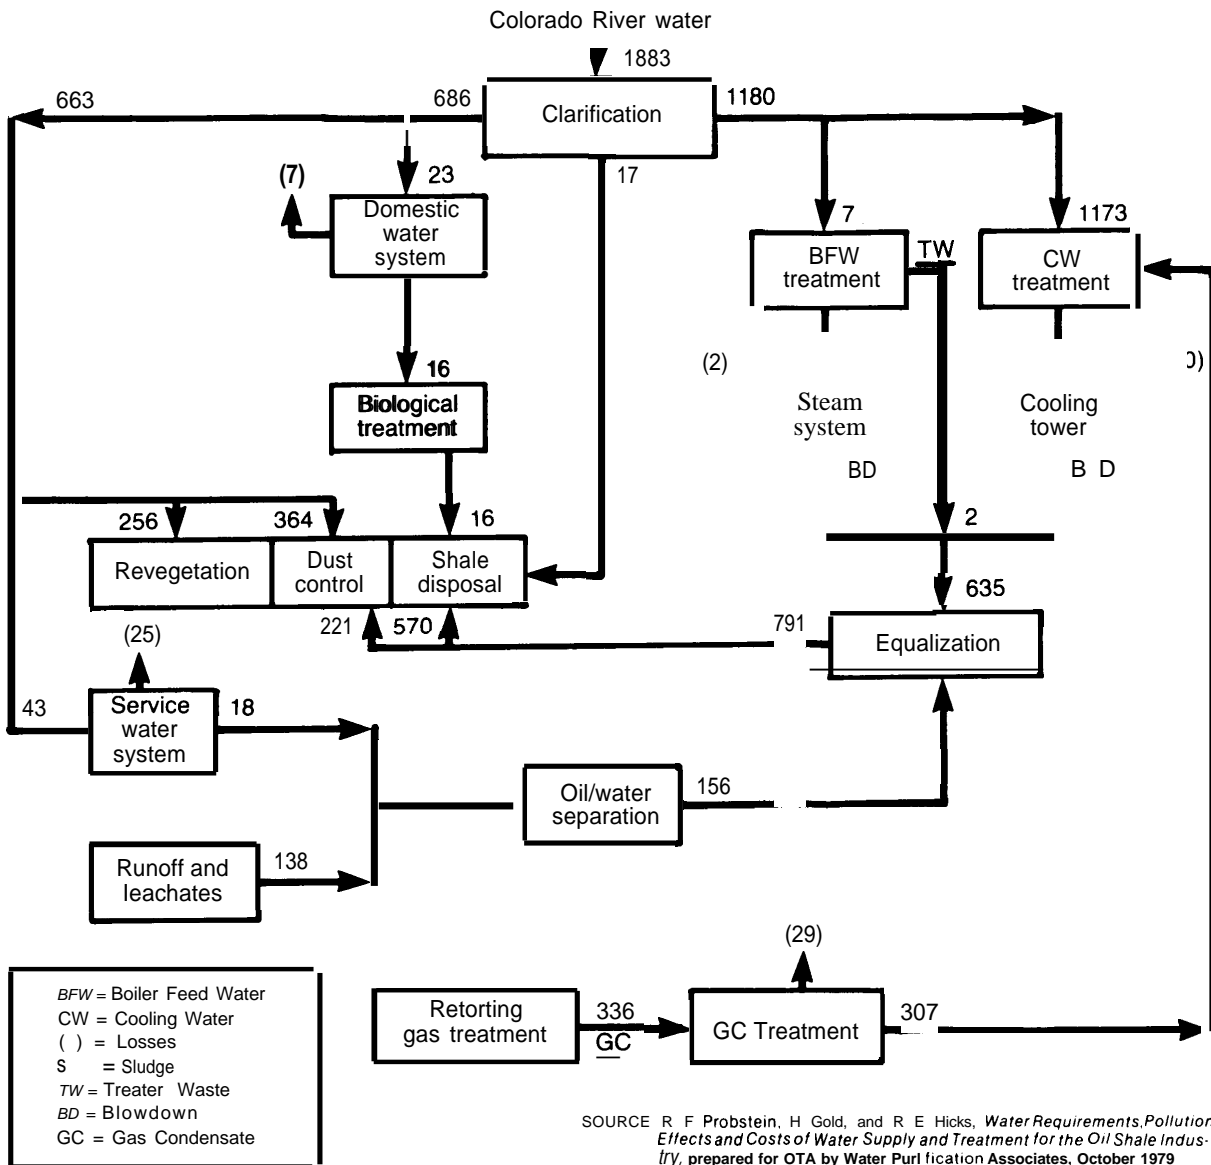 Colorado River water
1883
663
686
Clarification
1180
17
(7)
23
Domestic
water
system
7
TW
1173
BFW
treatment
CW
treatment
16
Biological
treatment
(2)
0)
Steam
system
Cooling
tower
BD
B D
256
364
16
2
Revegetation
Dust
control
Shale
disposal
635
221
570
791
Equalization
(25)
43
Service
water
system
18
Oil/water
separation
156
Runoff and
leachates
138
(29)
Retorting
gas treatment
336
GC
GC Treatment
307
BFW = Boiler Feed Water
CW = Cooling Water
( ) = Losses
S = Sludge
TW = Treater Waste
BD = Blowdown
GC = Gas Condensate
SOURCE R F Probstein, H Gold, and R E Hicks, Water Requirements, Pollution
Effects and Costs of Water Supply and Treatment for the Oil Shale Indus-
try, prepared for OTA by Water Purl fication Associates, October 1979